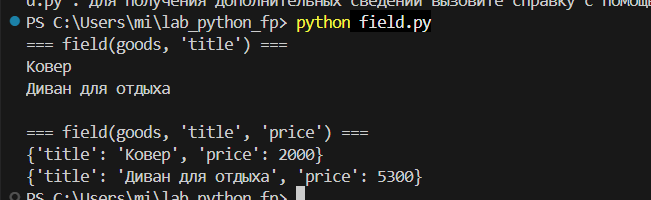 d.py". Для получения дополнительных сведений вызовите справку с помощь
PS C:\Users\mi\lab_python_fp> python field.py
=== field(goods, 'title') ===
Ковер
Диван для отдыха
=== field(goods, 'title', 'price') ===
{'title': 'Ковер', 'price': 2000}
{'title': 'Диван для отдыха', 'price': 5300}
PS C:\Users\mi\lab_python_fp>